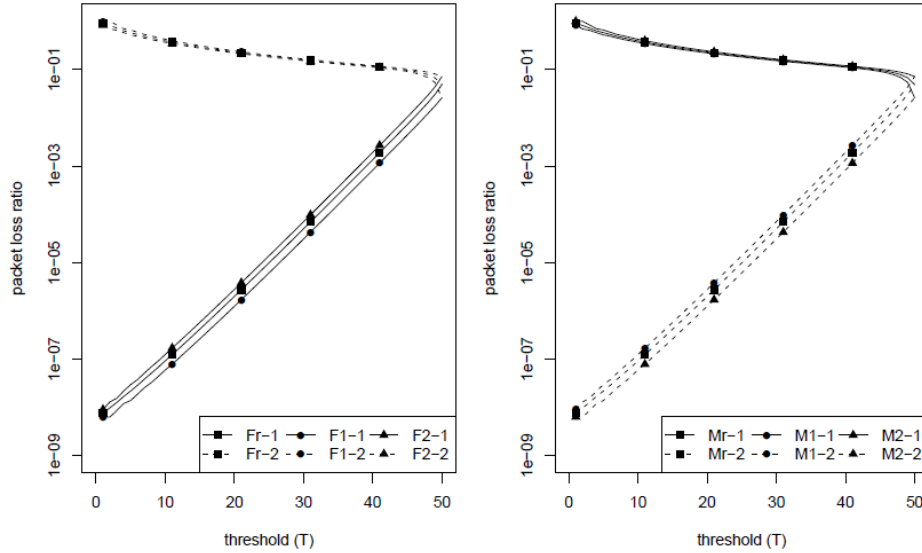 packet loss ratio
1e-01
1e-03
1e-05
1e-07
1e-09
Fr-1 F1-1 F2-1
Fr-2 F1-2 F2-2
0 10 20 30 40 50
threshold (T)
packet loss ratio
1e-01
1e-03
1e-05
1e-07
1e-09
Mr-1 M1-1 M2-1
Mr-2 M1-2 M2-2
0 10 20 30 40 50
threshold (T)